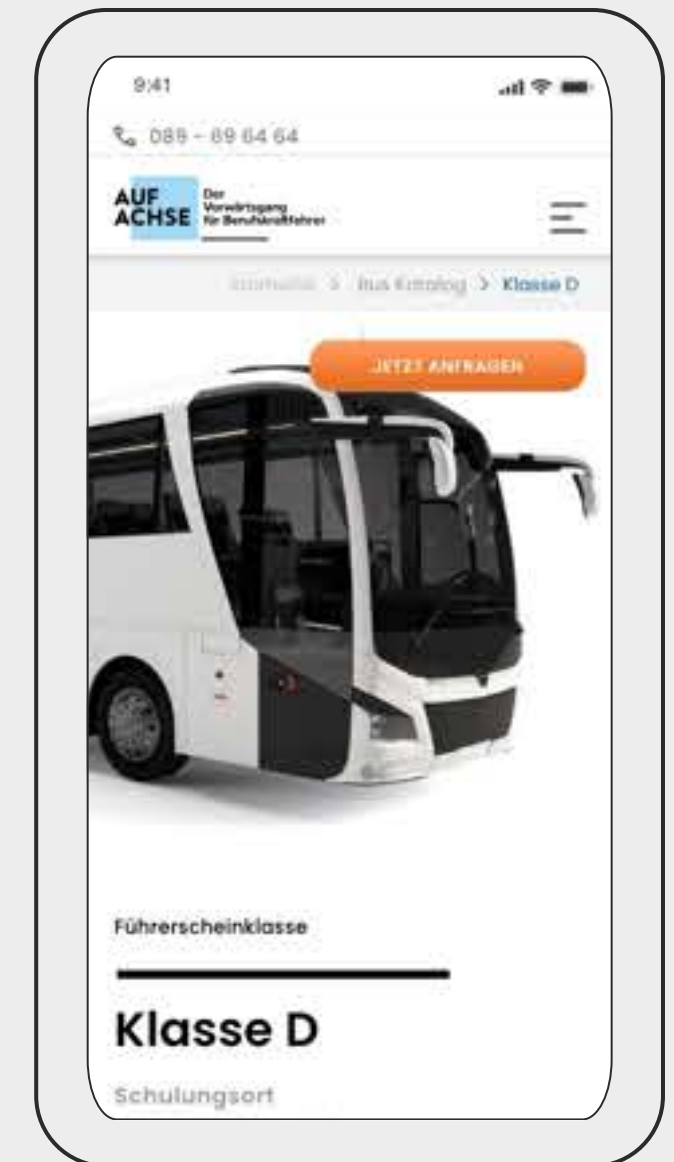 9:41
089 - 69 64 64
AUF
ACHSE
Der
Vorwärtsgang
für Berufskraftfahrer
Bus Katalog > Klasse D
JETZT ANFRAGEN
Führerscheinklasse
Klasse D
Schulungsort